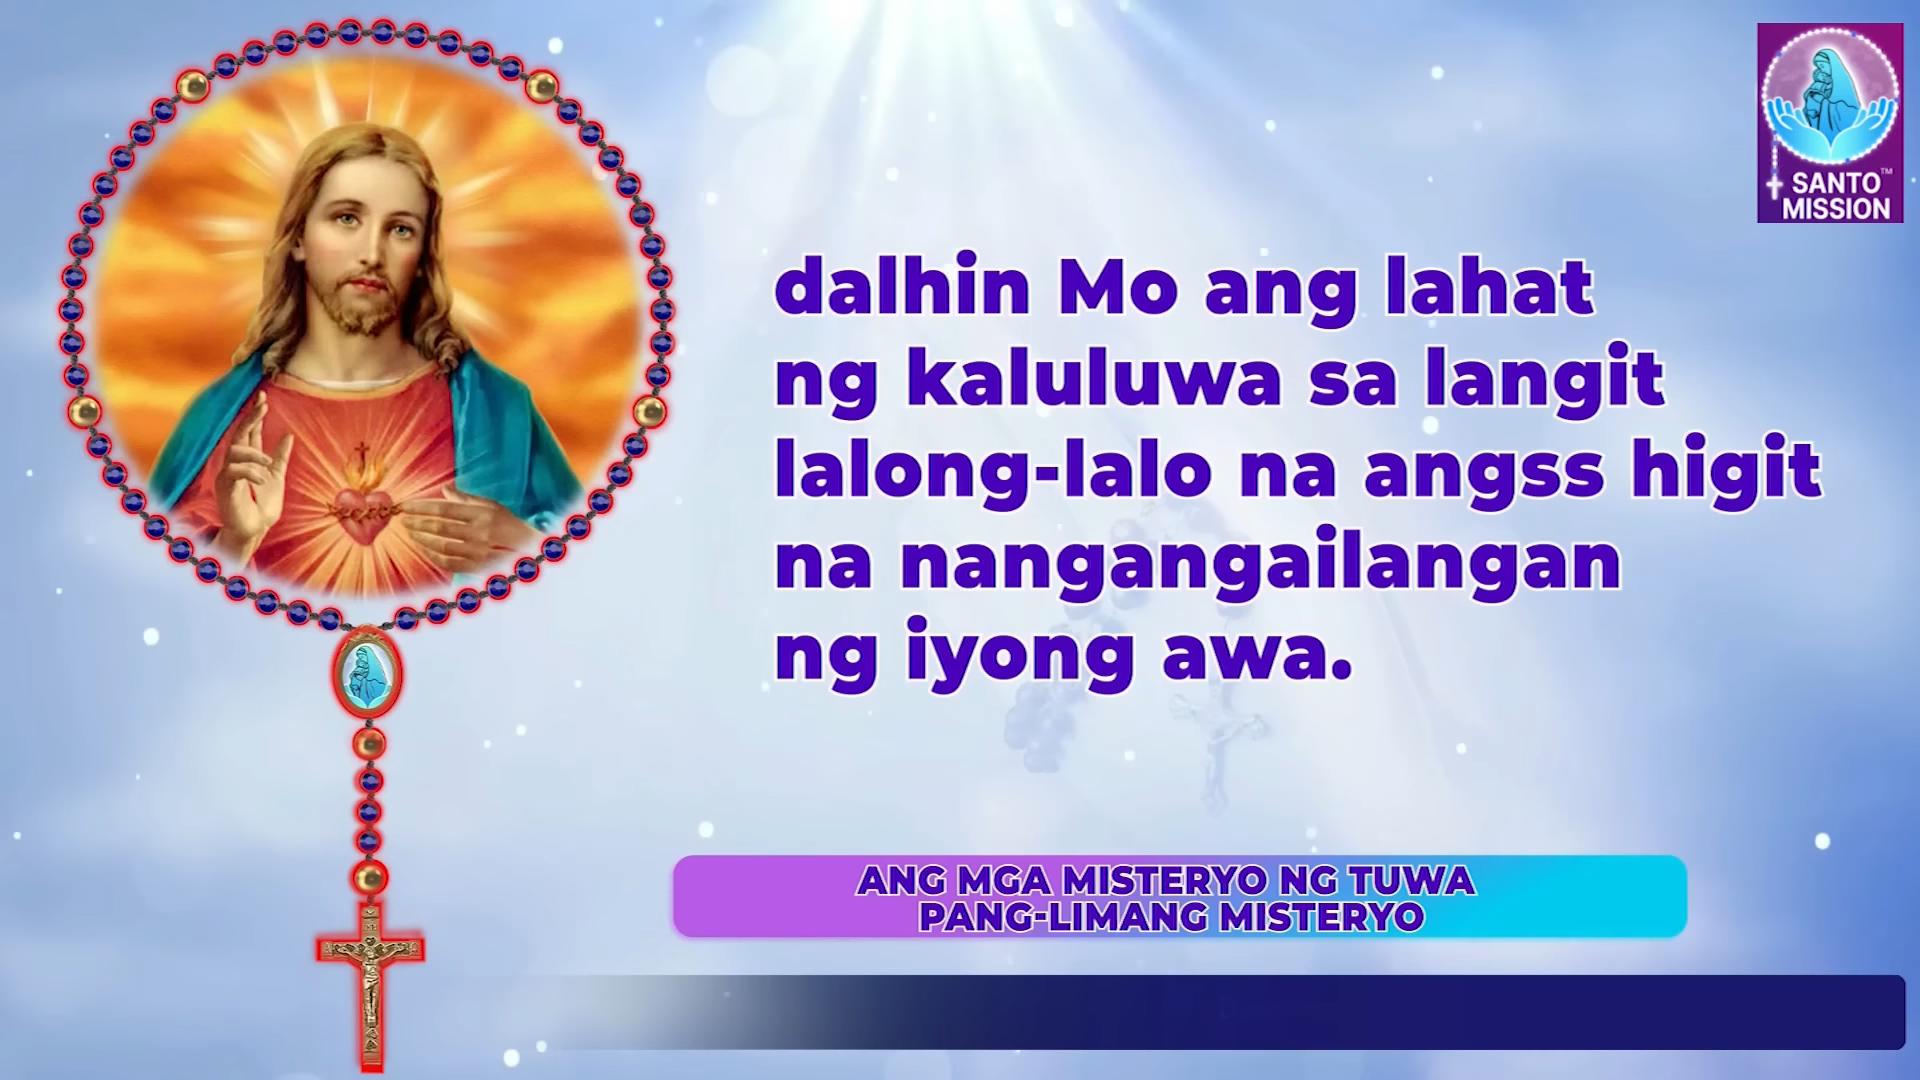 SANTO™
MISSION
dalhin Mo ang lahat
ng kaluluwa sa langit
lalong-lalo na angss higit
na nangangailangan
ng iyong awa.
ANG MGA MISTERYO NG TUWA
PANG-LIMANG MISTERYO